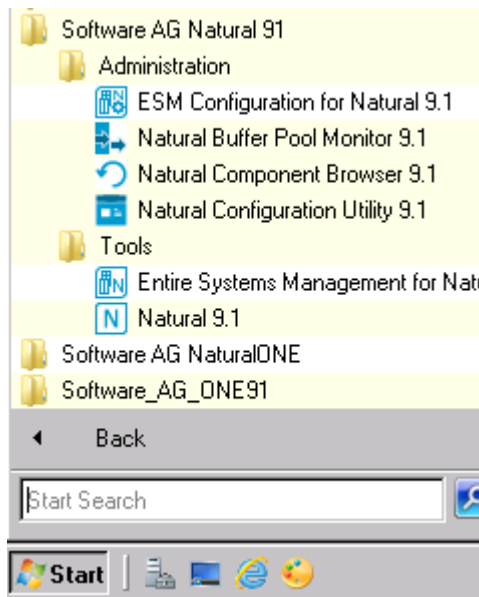 Software AG Natural 91
Administration
ESM Configuration for Natural 9.1
Natural Buffer Pool Monitor 9.1
Natural Component Browser 9.1
Natural Configuration Utility 9.1
Tools
Entire Systems Management for Natu
N Natural 9.1
Software AG NaturalONE
Software_AG_ONE91
Back
Start Search
Start